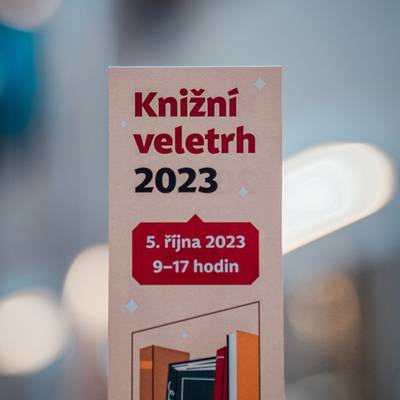 Knižní
veletrh
2023
5. října 2023
9–17 hodin